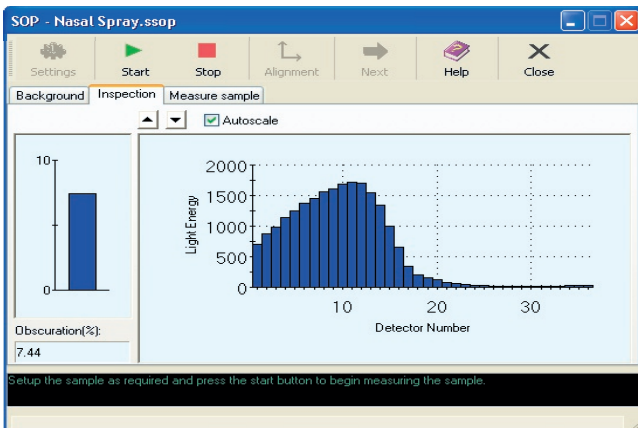 SOP - Nasal Spray.ssop
Settings Start Stop Alignment Next Help Close
Background Inspection Measure sample
Autoscale
10
0
Obscuration(%):
7.44
2000
1500
1000
500
0
Light Energy
10 20 30
Detector Number
Setup the sample as required and press the start button to begin measuring the sample.